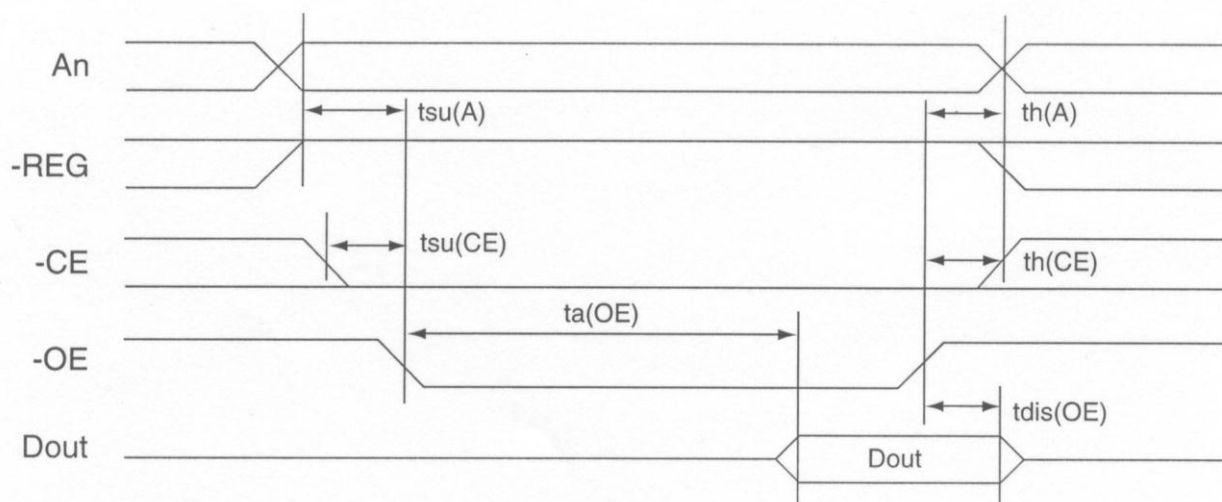 An
tsu(A)
th(A)
-REG
tsu(CE)
-CE
th(CE)
ta(OE)
-OE
tdis(OE)
Dout
Dout